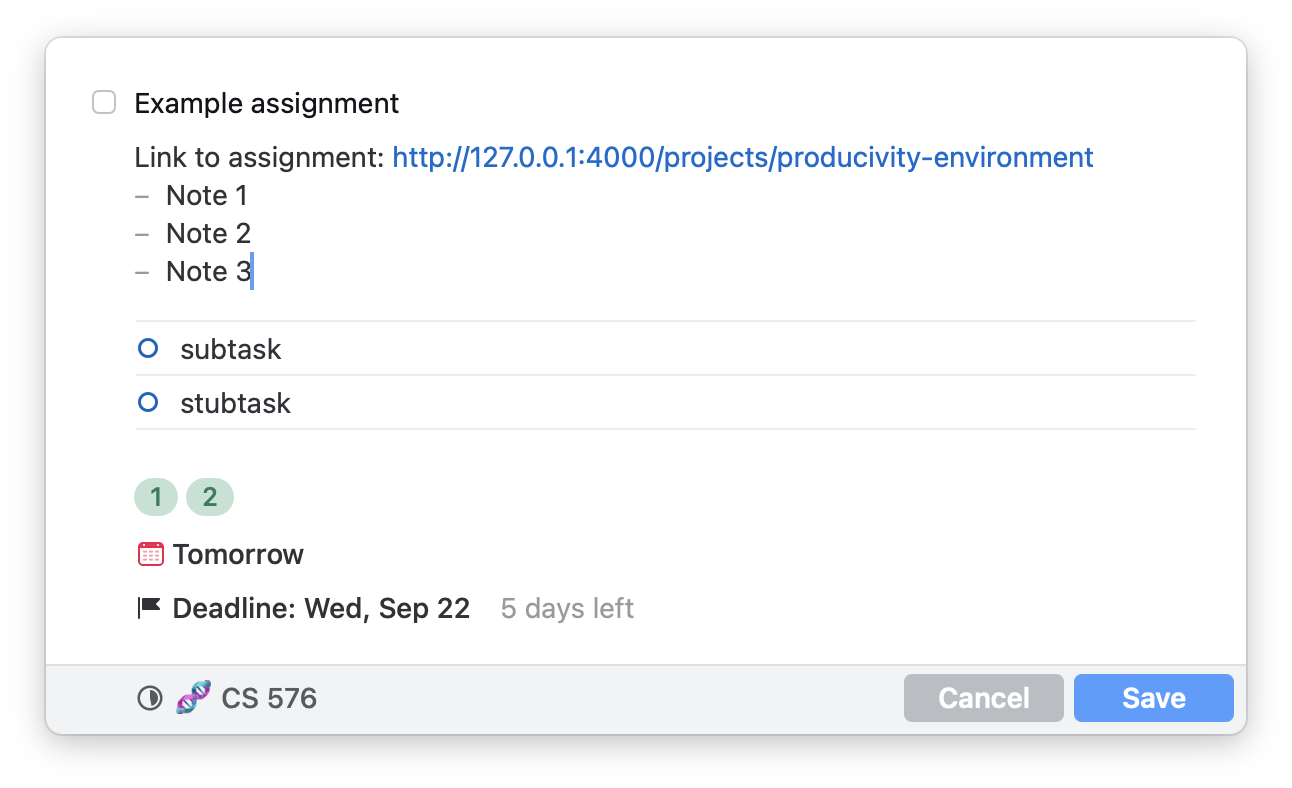 Example assignment
Link to assignment: http://127.0.0.1:4000/projects/producivity-environment
– Note 1
– Note 2
– Note 3
subtask
stubtask
1 2
Tomorrow
Deadline: Wed, Sep 22 5 days left
CS 576 Cancel Save